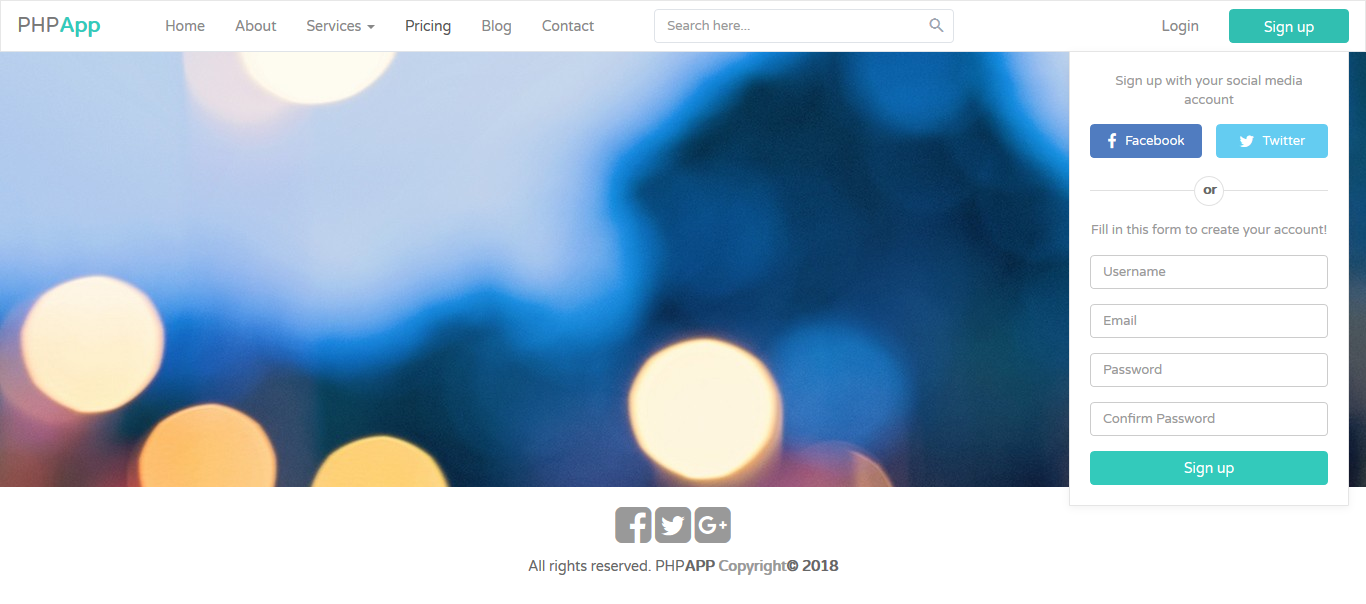 PHPApp Home About Services Pricing Blog Contact Search here... Login Sign up
Sign up with your social media
account
Facebook Twitter
or
Fill in this form to create your account!
Username
Email
Password
Confirm Password
Sign up
All rights reserved. PHPAPP Copyright© 2018